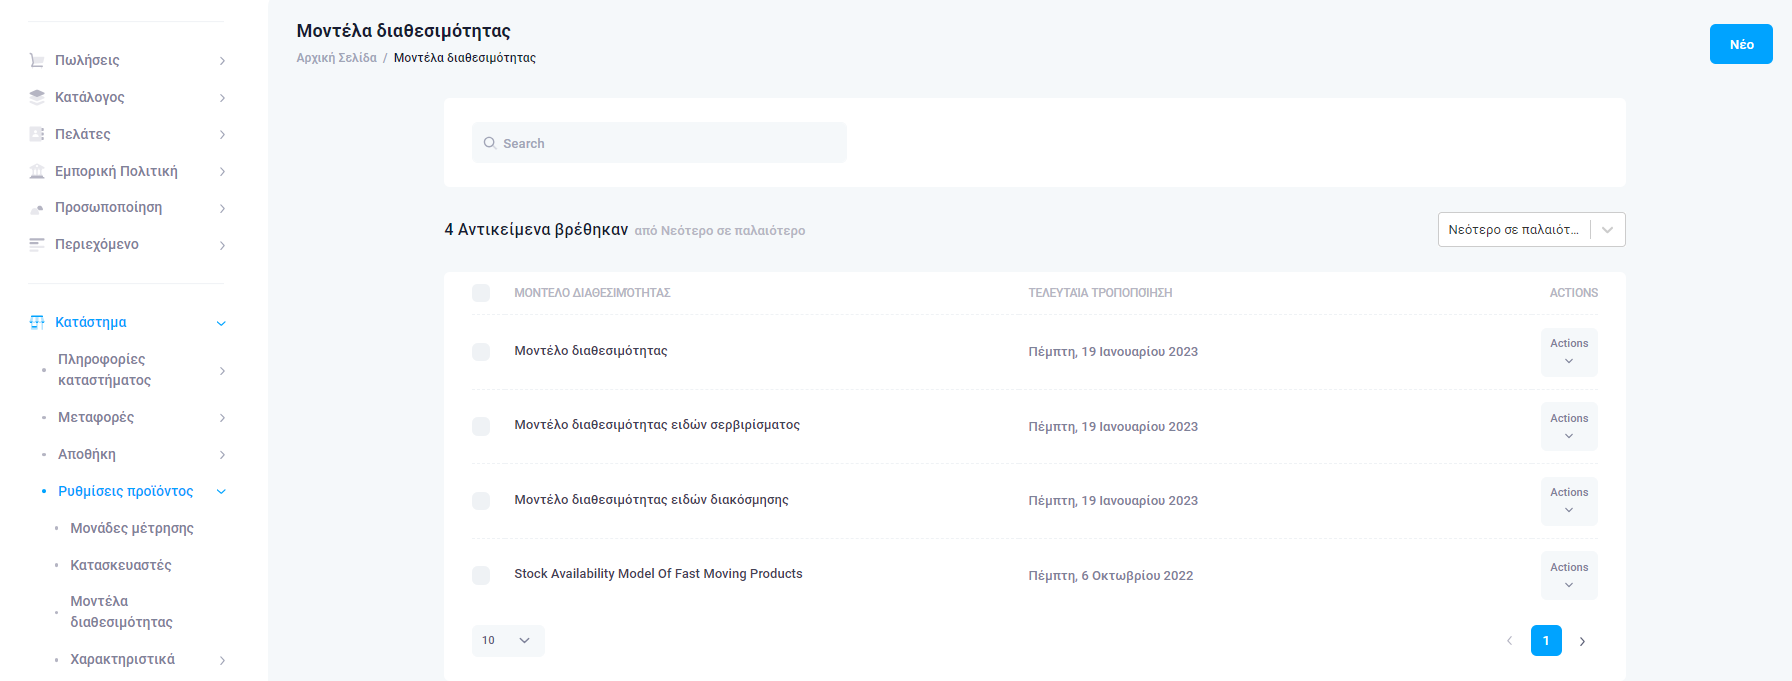 Πωλήσεις
Κατάλογος
Πελάτες
Εμπορική Πολιτική
Προσωποποίηση
Περιεχόμενο
Κατάστημα
Πληροφορίες
καταστήματος
Μεταφορές
Αποθήκη
Ρυθμίσεις προϊόντος
Μονάδες μέτρησης
Κατασκευαστές
Μοντέλα
διαθεσιμότητας
Χαρακτηριστικά
Μοντέλα διαθεσιμότητας
Αρχική Σελίδα / Μοντέλα διαθεσιμότητας
Νέο
Search
4 Αντικείμενα βρέθηκαν από Νεότερο σε παλαιότερο
Νεότερο σε παλαιότ...
ΜΟΝΤΕΛΟ ΔΙΑΘΕΣΙΜΌΤΗΤΑΣ ΤΕΛΕΥΤΑΊΑ ΤΡΟΠΟΠΟΊΗΣΗ ACTIONS
Μοντέλο διαθεσιμότητας Πέμπτη, 19 Ιανουαρίου 2023 Actions
Μοντέλο διαθεσιμότητας ειδών σερβιρίσματος Πέμπτη, 19 Ιανουαρίου 2023 Actions
Μοντέλο διαθεσιμότητας ειδών διακόσμησης Πέμπτη, 19 Ιανουαρίου 2023 Actions
Stock Availability Model Of Fast Moving Products Πέμπτη, 6 Οκτωβρίου 2022 Actions
10 1